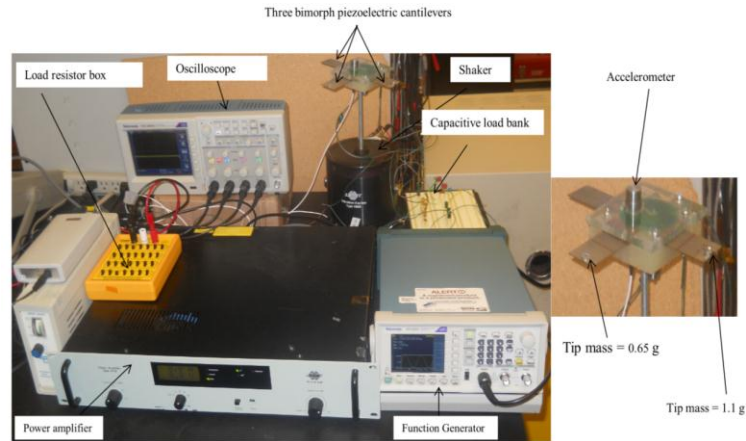 Three bimorph piezoelectric cantilevers
Oscilloscope
Load resistor box
Shaker
Capacitive load bank
Accelerometer
Tip mass = 0.65 g
Tip mass = 1.1 g
Power amplifier
Function Generator